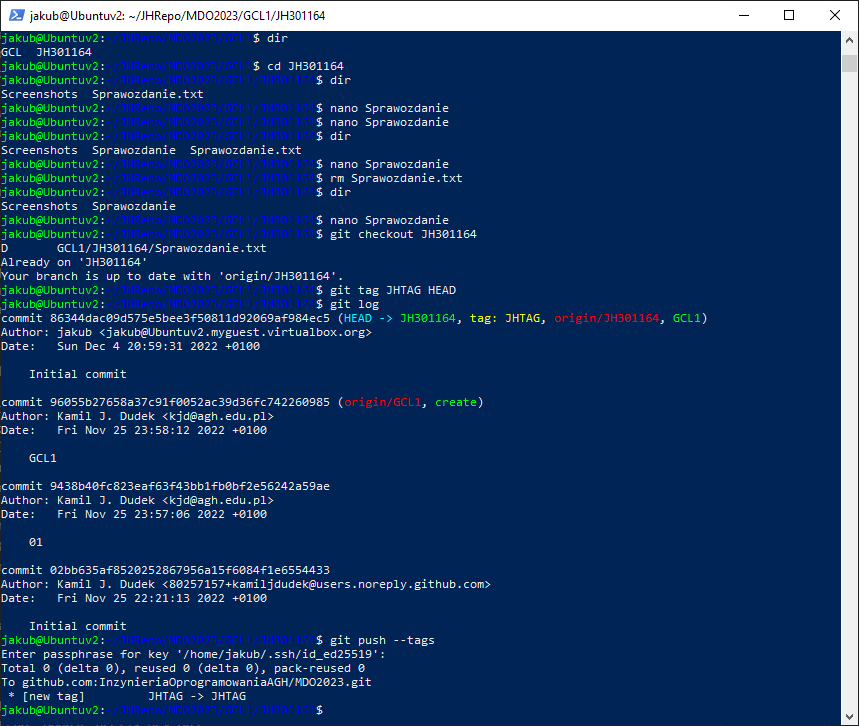 jakub@Ubuntuv2: ~/JHRepo/MDO2023/GCL1/JH301164
jakub@Ubuntuv2:~/JHRepo/MDO2023/GCL1$ dir
GCL  JH301164
jakub@Ubuntuv2:~/JHRepo/MDO2023/GCL1$ cd JH301164
jakub@Ubuntuv2:~/JHRepo/MDO2023/GCL1/JH301164$ dir
Screenshots  Sprawozdanie.txt
jakub@Ubuntuv2:~/JHRepo/MDO2023/GCL1/JH301164$ nano Sprawozdanie
jakub@Ubuntuv2:~/JHRepo/MDO2023/GCL1/JH301164$ nano Sprawozdanie
jakub@Ubuntuv2:~/JHRepo/MDO2023/GCL1/JH301164$ dir
Screenshots  Sprawozdanie  Sprawozdanie.txt
jakub@Ubuntuv2:~/JHRepo/MDO2023/GCL1/JH301164$ nano Sprawozdanie
jakub@Ubuntuv2:~/JHRepo/MDO2023/GCL1/JH301164$ rm Sprawozdanie.txt
jakub@Ubuntuv2:~/JHRepo/MDO2023/GCL1/JH301164$ dir
Screenshots  Sprawozdanie
jakub@Ubuntuv2:~/JHRepo/MDO2023/GCL1/JH301164$ nano Sprawozdanie
jakub@Ubuntuv2:~/JHRepo/MDO2023/GCL1/JH301164$ git checkout JH301164
D       GCL1/JH301164/Sprawozdanie.txt
Already on 'JH301164'
Your branch is up to date with 'origin/JH301164'.
jakub@Ubuntuv2:~/JHRepo/MDO2023/GCL1/JH301164$ git tag JHTAG HEAD
jakub@Ubuntuv2:~/JHRepo/MDO2023/GCL1/JH301164$ git log
commit 86344dac09d575e5bee3f50811d92069af984ec5 (HEAD -> JH301164, tag: JHTAG, origin/JH301164, GCL1)
Author: jakub <jakub@Ubuntuv2.myguest.virtualbox.org>
Date:   Sun Dec 4 20:59:31 2022 +0100
    Initial commit
commit 96055b27658a37c91f0052ac39d36fc742260985 (origin/GCL1, create)
Author: Kamil J. Dudek <kjd@agh.edu.pl>
Date:   Fri Nov 25 23:58:12 2022 +0100
    GCL1
commit 9438b40fc823eaf63f43bb1fb0bf2e56242a59ae
Author: Kamil J. Dudek <kjd@agh.edu.pl>
Date:   Fri Nov 25 23:57:06 2022 +0100
    01
commit 02bb635af8520252867956a15f6084f1e6554433
Author: Kamil J. Dudek <80257157+kamiljdudek@users.noreply.github.com>
Date:   Fri Nov 25 22:21:13 2022 +0100
    Initial commit
jakub@Ubuntuv2:~/JHRepo/MDO2023/GCL1/JH301164$ git push --tags
Enter passphrase for key '/home/jakub/.ssh/id_ed25519':
Total 0 (delta 0), reused 0 (delta 0), pack-reused 0
To github.com:InzynieriaOprogramowaniaAGH/MDO2023.git
 * [new tag]         JHTAG -> JHTAG
jakub@Ubuntuv2:~/JHRepo/MDO2023/GCL1/JH301164$